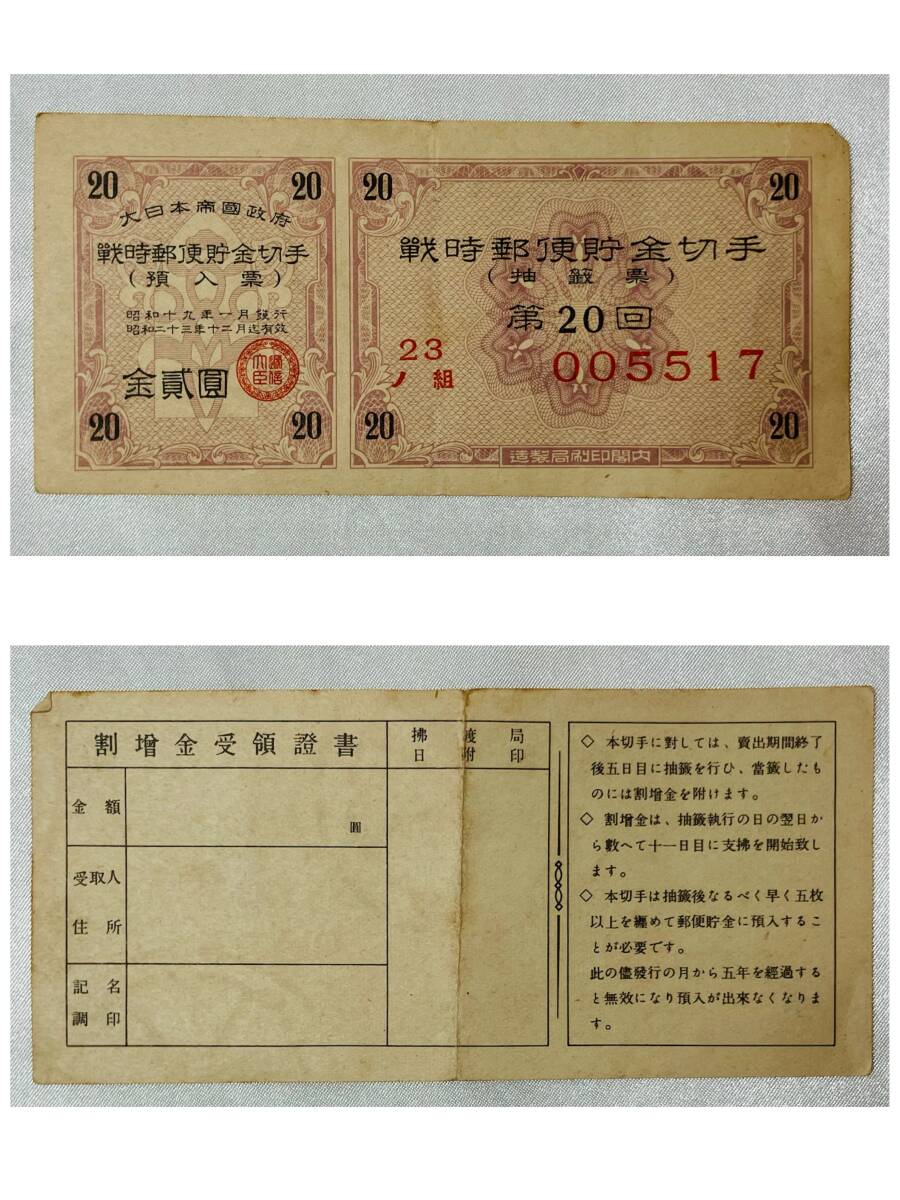 20 20
大日本帝國政府
戰時郵便貯金切手
(預入票)
昭和十九年一月發行
昭和二十三年十二月迄有效
金貳圓
遞信大臣
20 20
20 20
戰時郵便貯金切手
(抽籤票)
第20回
23ノ組 005517
20 20
造製局刷印閣内
割增金受領證書
拂渡局
日附印
金額
圓
受取人
住所
記名
調印
◇ 本切手に對しては、賣出期間終了
後五日目に抽籤を行ひ、當籤したも
のには割增金を附けます。
◇ 割增金は、抽籤執行の日の翌日か
ら數へて十一日目に支拂を開始致し
ます。
◇ 本切手は抽籤後なるべく早く五枚
以上を纏めて郵便貯金に預入するこ
とが必要です。
此の儘發行の月から五年を經過する
と無效になり預入が出來なくなりま
す。